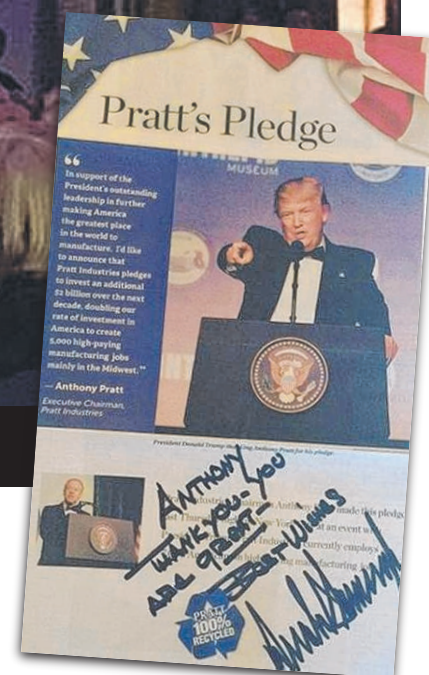 Pratt's Pledge
MUSEUM
“
In support of the
President's outstanding
leadership in further
making America
the greatest place
in the world to
manufacture, I'd like
to announce that
Pratt Industries pledges
to invest an additional
$2 billion over the next
decade, doubling our
rate of investment in
America to create
5,000 high-paying
manufacturing jobs
mainly in the Midwest.”
— Anthony Pratt
Executive Chairman,
Pratt Industries
President Donald Trump thanking Anthony Pratt for his pledge.
ANTHONY
THANK YOU-YOU
ARE GREAT!
BEST WISHES
made this pledge
at an event
currently employs
PRATT
100%
RECYCLED